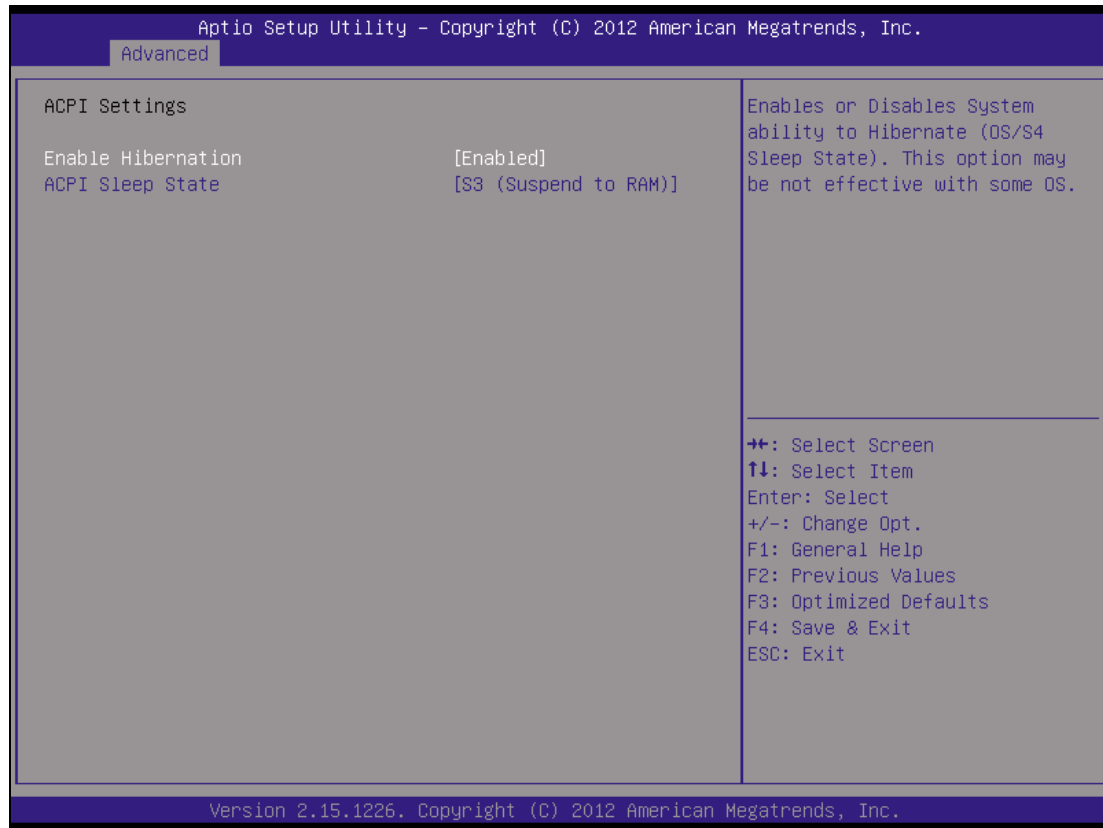 Aptio Setup Utility – Copyright (C) 2012 American Megatrends, Inc.
Advanced
ACPI Settings
Enable Hibernation [Enabled]
ACPI Sleep State [S3 (Suspend to RAM)]
Enables or Disables System
ability to Hibernate (OS/S4
Sleep State). This option may
be not effective with some OS.
→←: Select Screen
↑↓: Select Item
Enter: Select
+/-: Change Opt.
F1: General Help
F2: Previous Values
F3: Optimized Defaults
F4: Save & Exit
ESC: Exit
Version 2.15.1226. Copyright (C) 2012 American Megatrends, Inc.